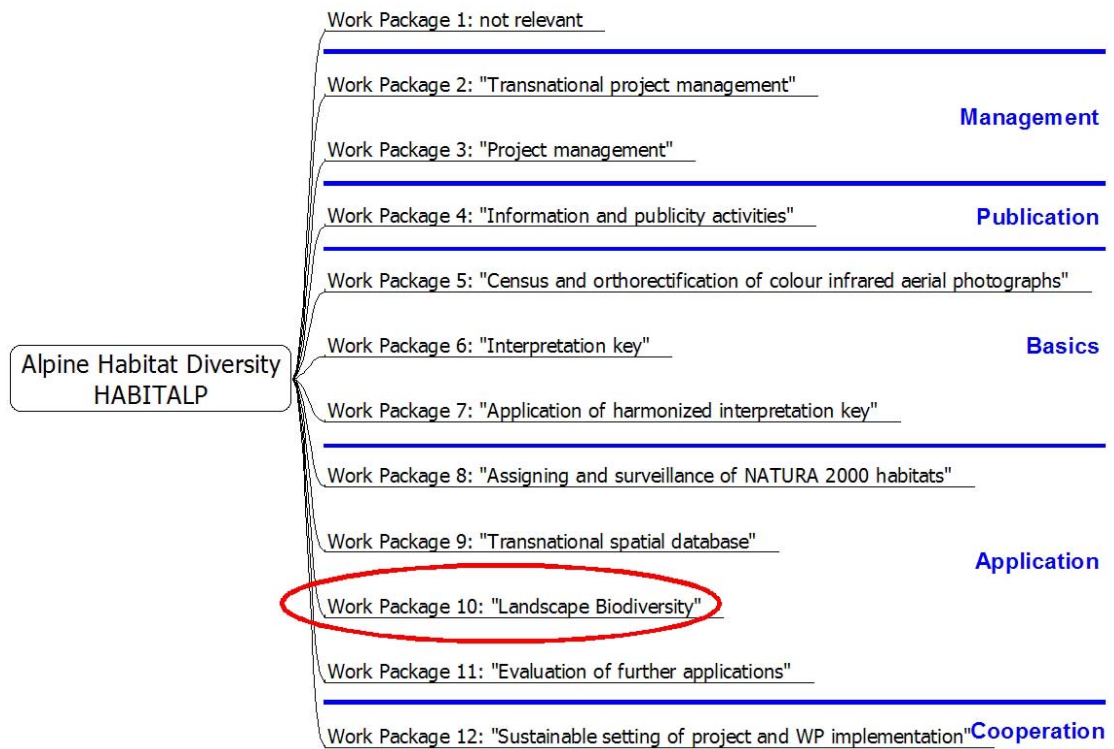 Work Package 1: not relevant
Work Package 2: "Transnational project management"
Management
Work Package 3: "Project management"
Work Package 4: "Information and publicity activities"
Publication
Work Package 5: "Census and orthorectification of colour infrared aerial photographs"
Work Package 6: "Interpretation key"
Basics
Alpine Habitat Diversity
HABITALP
Work Package 7: "Application of harmonized interpretation key"
Work Package 8: "Assigning and surveillance of NATURA 2000 habitats"
Work Package 9: "Transnational spatial database"
Application
Work Package 10: "Landscape Biodiversity"
Work Package 11: "Evaluation of further applications"
Work Package 12: "Sustainable setting of project and WP implementation"
Cooperation